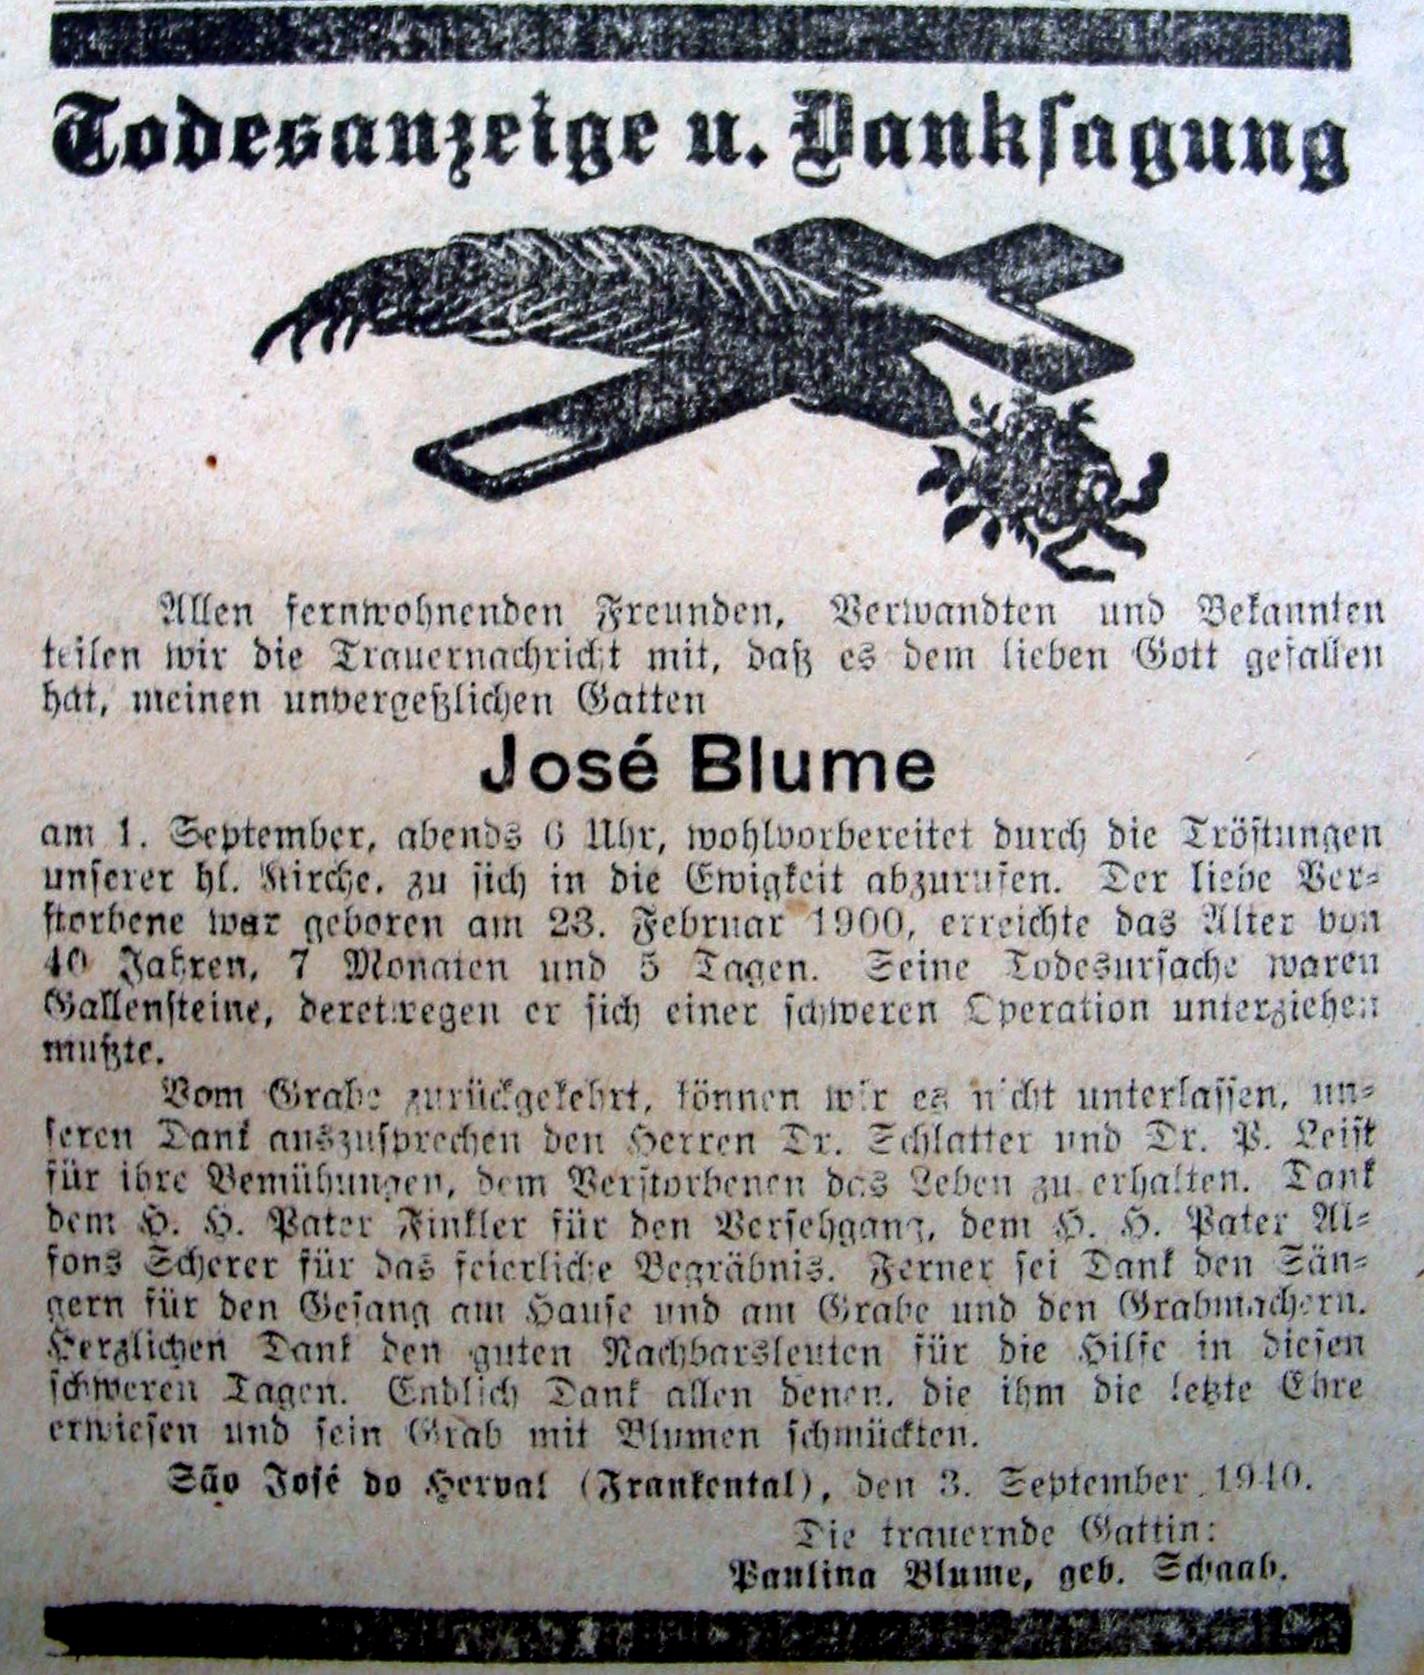 Todesanzeige u. Danksagung
Allen fernwohnenden Freunden, Verwandten und Bekannten
teilen wir die Trauernachricht mit, daß es dem lieben Gott gefallen
hat, meinen unvergeßlichen Gatten
José Blume
am 1. September, abends 6 Uhr, wohlvorbereitet durch die Tröstungen
unserer hl. Kirche, zu sich in die Ewigkeit abzurufen. Der liebe Ver-
storbene war geboren am 23. Februar 1900, erreichte das Alter von
40 Jahren, 7 Monaten und 5 Tagen. Seine Todesursache waren
Gallensteine, deretwegen er sich einer schweren Operation unterziehen
mußte.
Vom Grabe zurückgekehrt, können wir es nicht unterlassen, un-
seren Dank auszusprechen den Herren Dr. Schlatter und Dr. P. Leist
für ihre Bemühungen, dem Verstorbenen das Leben zu erhalten. Dank
dem H. H. Pater Finkler für den Versehgang, dem H. H. Pater Al-
fons Scherer für das feierliche Begräbnis. Ferner sei Dank den Sän-
gern für den Gesang am Hause und am Grabe und den Grabmachern.
Herzlichen Dank den guten Nachbarsleuten für die Hilfe in diesen
schweren Tagen. Endlich Dank allen denen, die ihm die letzte Ehre
erwiesen und sein Grab mit Blumen schmückten.
São José do Herval (Frankental), den 3. September 1940.
Die trauernde Gattin:
Paulina Blume, geb. Schaab.